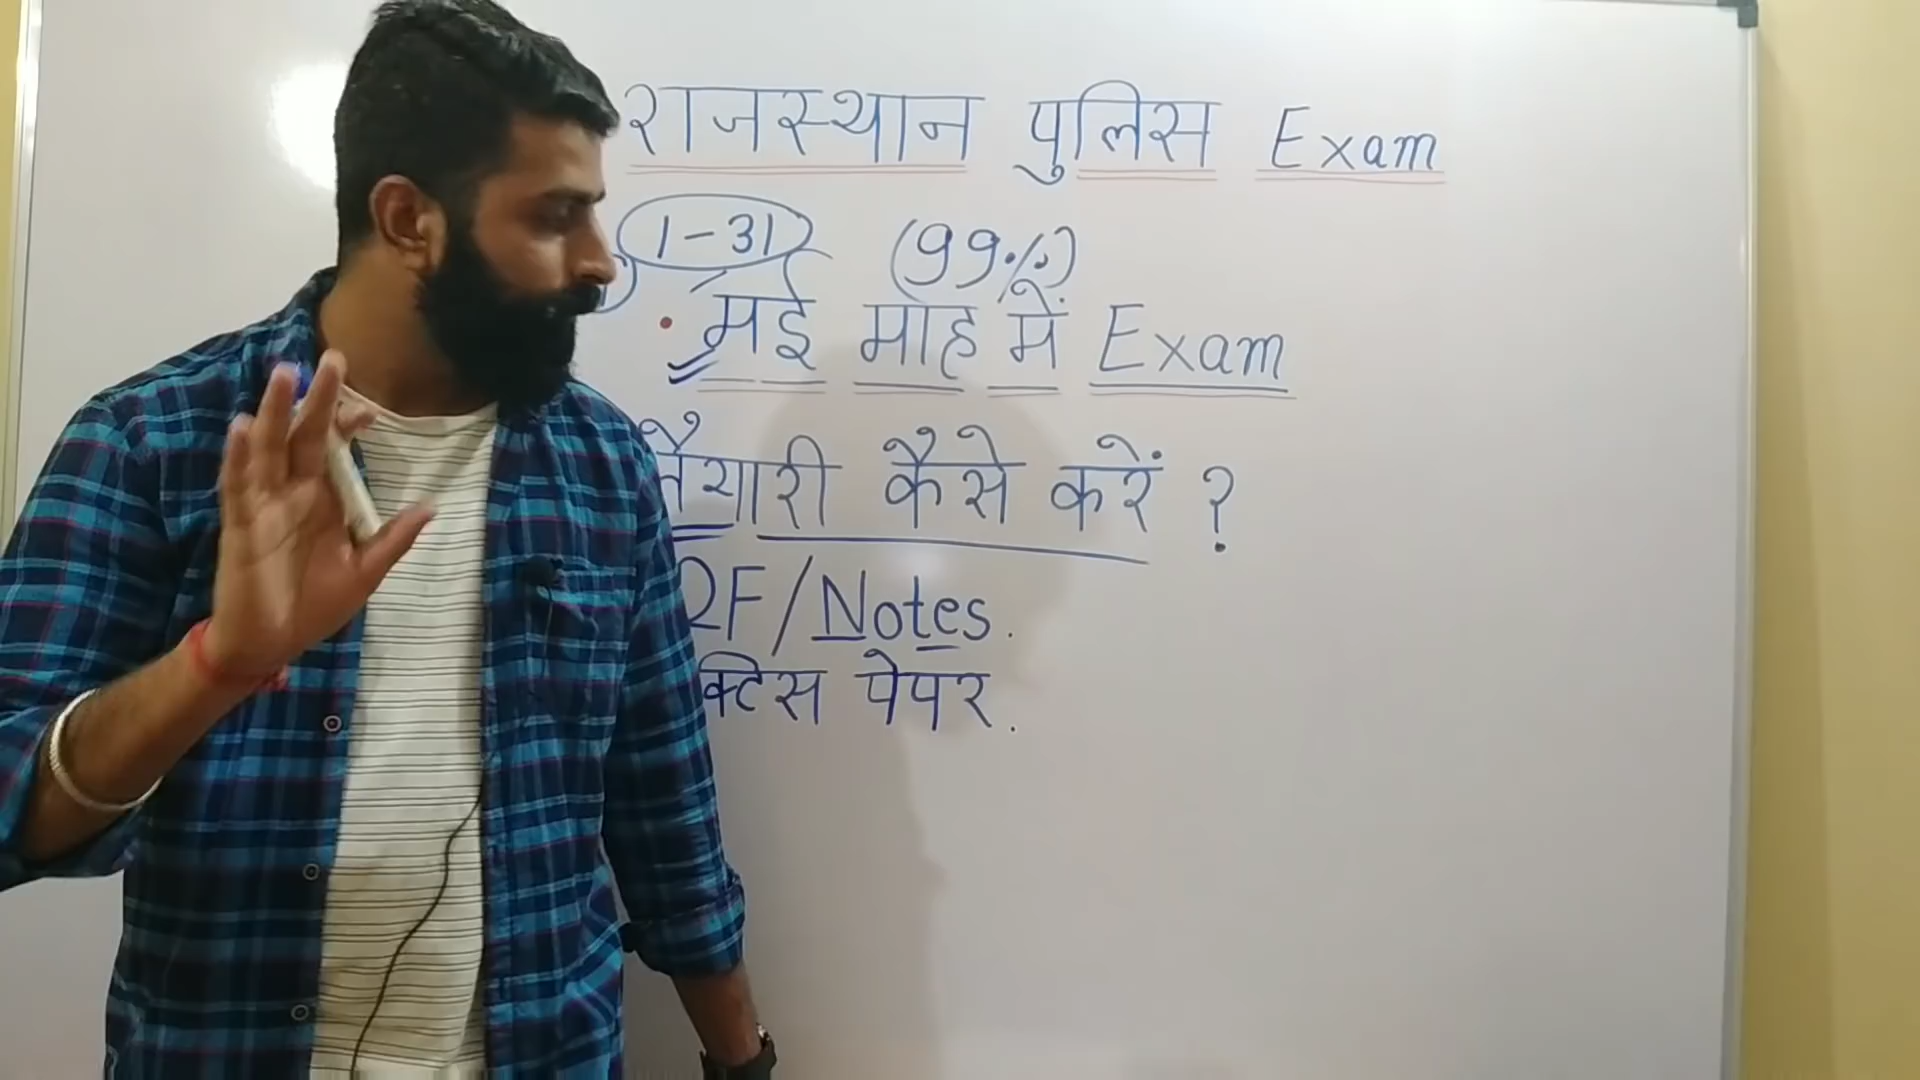 राजस्थान पुलिस Exam
1-31 (99%)
मई माह में Exam
तैयारी कैसे करें ?
/Notes.
पेपर.